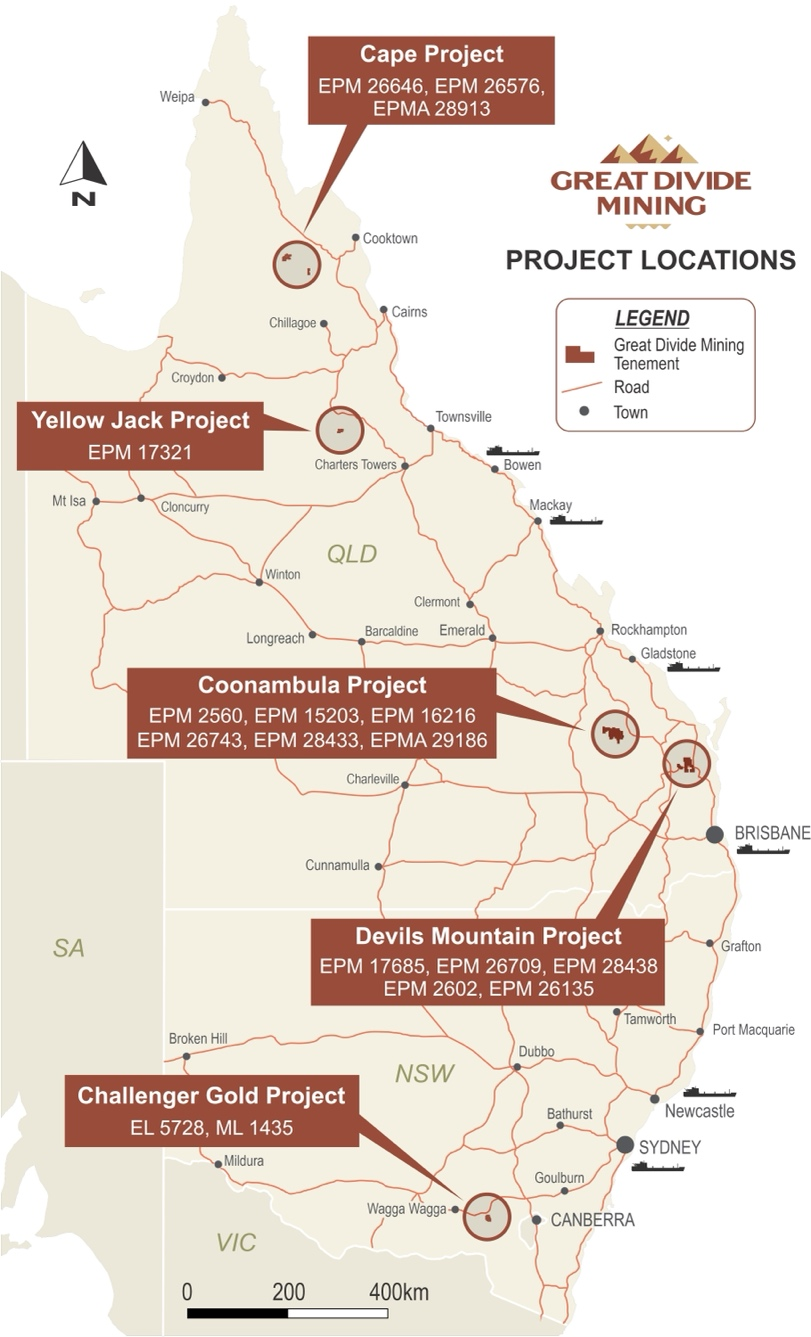 Cape Project
EPM 26646, EPM 26576,
EPMA 28913
Weipa
N
GREAT DIVIDE
MINING
PROJECT LOCATIONS
Cooktown
LEGEND
Great Divide Mining
Tenement
Road
Town
Cairns
Chillagoe
Croydon
Yellow Jack Project
EPM 17321
Townsville
Charters Towers
Bowen
Mt Isa
Cloncurry
Mackay
QLD
Winton
Clermont
Longreach
Barcaldine
Emerald
Rockhampton
Gladstone
Coonambula Project
EPM 2560, EPM 15203, EPM 16216
EPM 26743, EPM 28433, EPMA 29186
Charleville
BRISBANE
Cunnamulla
SA
Devils Mountain Project
EPM 17685, EPM 26709, EPM 28438
EPM 2602, EPM 26135
Grafton
Tamworth
Port Macquarie
Broken Hill
Dubbo
NSW
Challenger Gold Project
EL 5728, ML 1435
Newcastle
Bathurst
SYDNEY
Mildura
Goulburn
Wagga Wagga
CANBERRA
VIC
0 200 400km